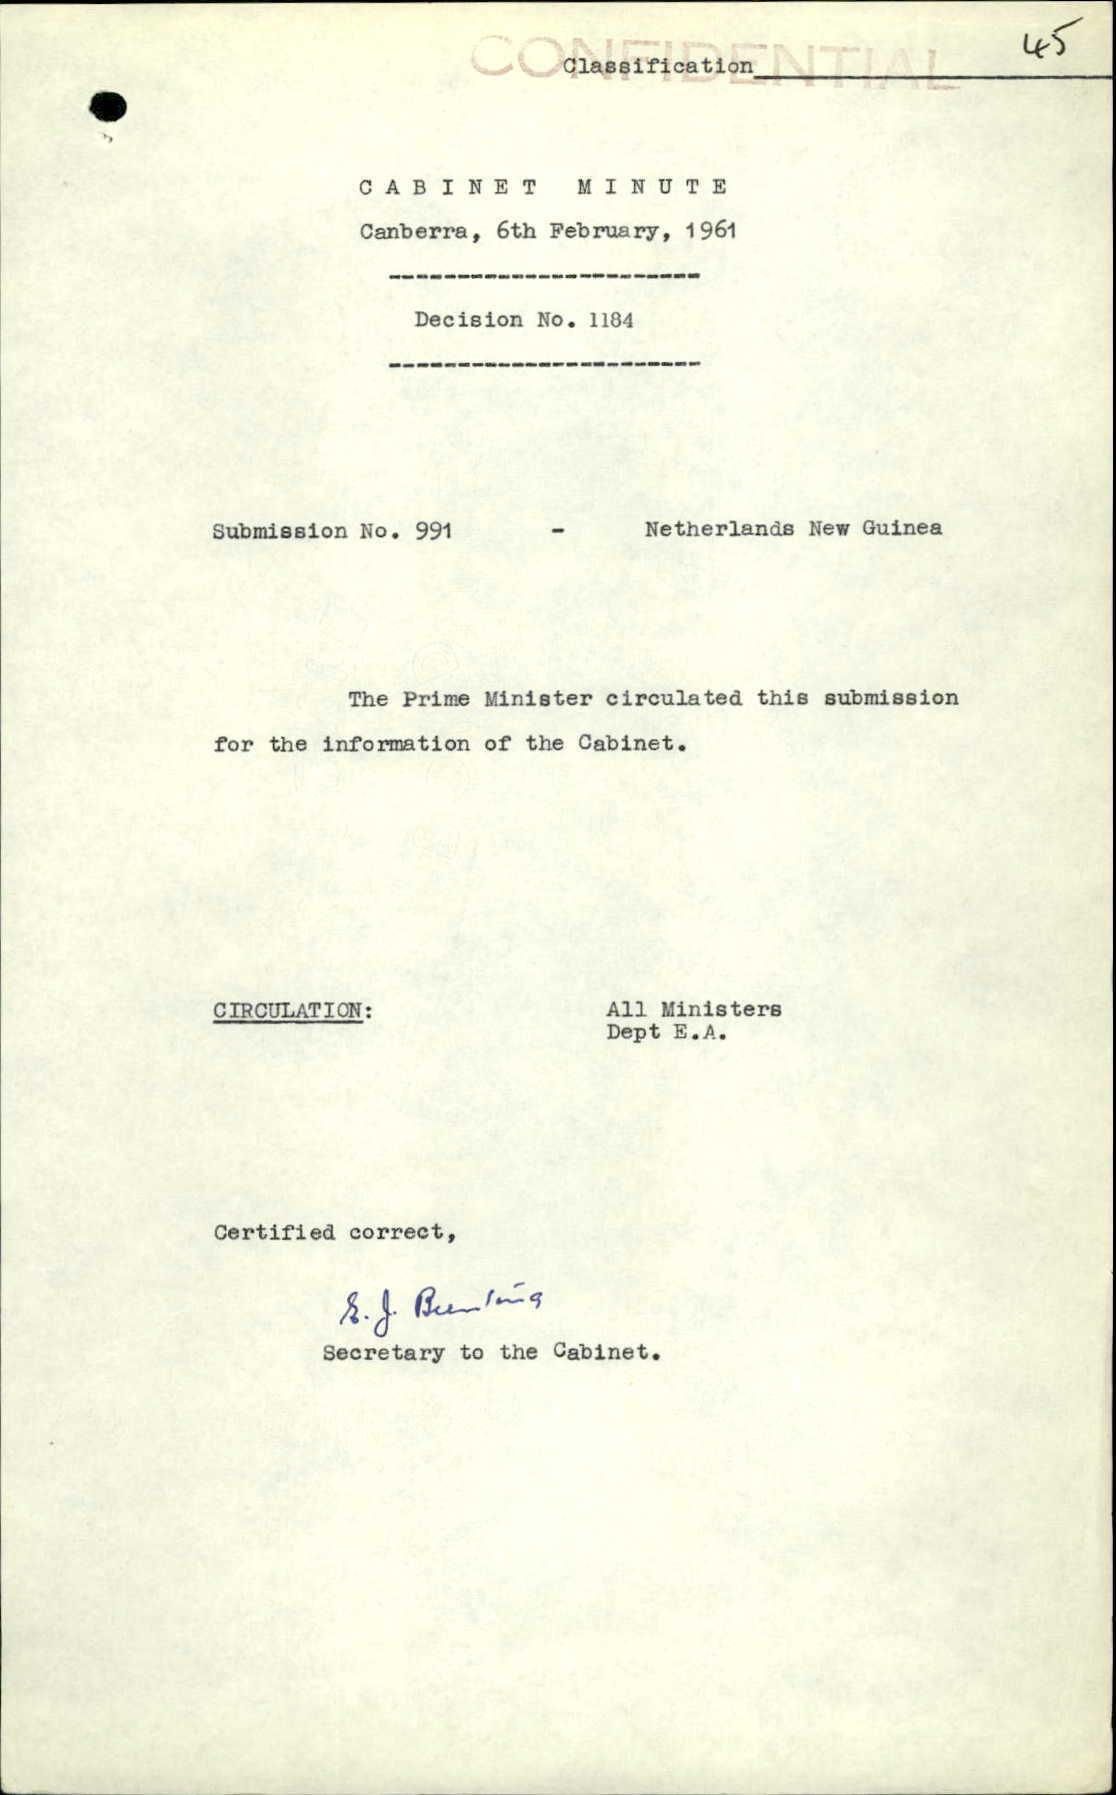 45
CONFIDENTIAL
Classification
CABINET MINUTE
Canberra, 6th February, 1961
-----------------------
Decision No. 1184
-----------------------
Submission No. 991 - Netherlands New Guinea
The Prime Minister circulated this submission
for the information of the Cabinet.
CIRCULATION: All Ministers
Dept E.A.
Certified correct,
E. J. Bunting
Secretary to the Cabinet.